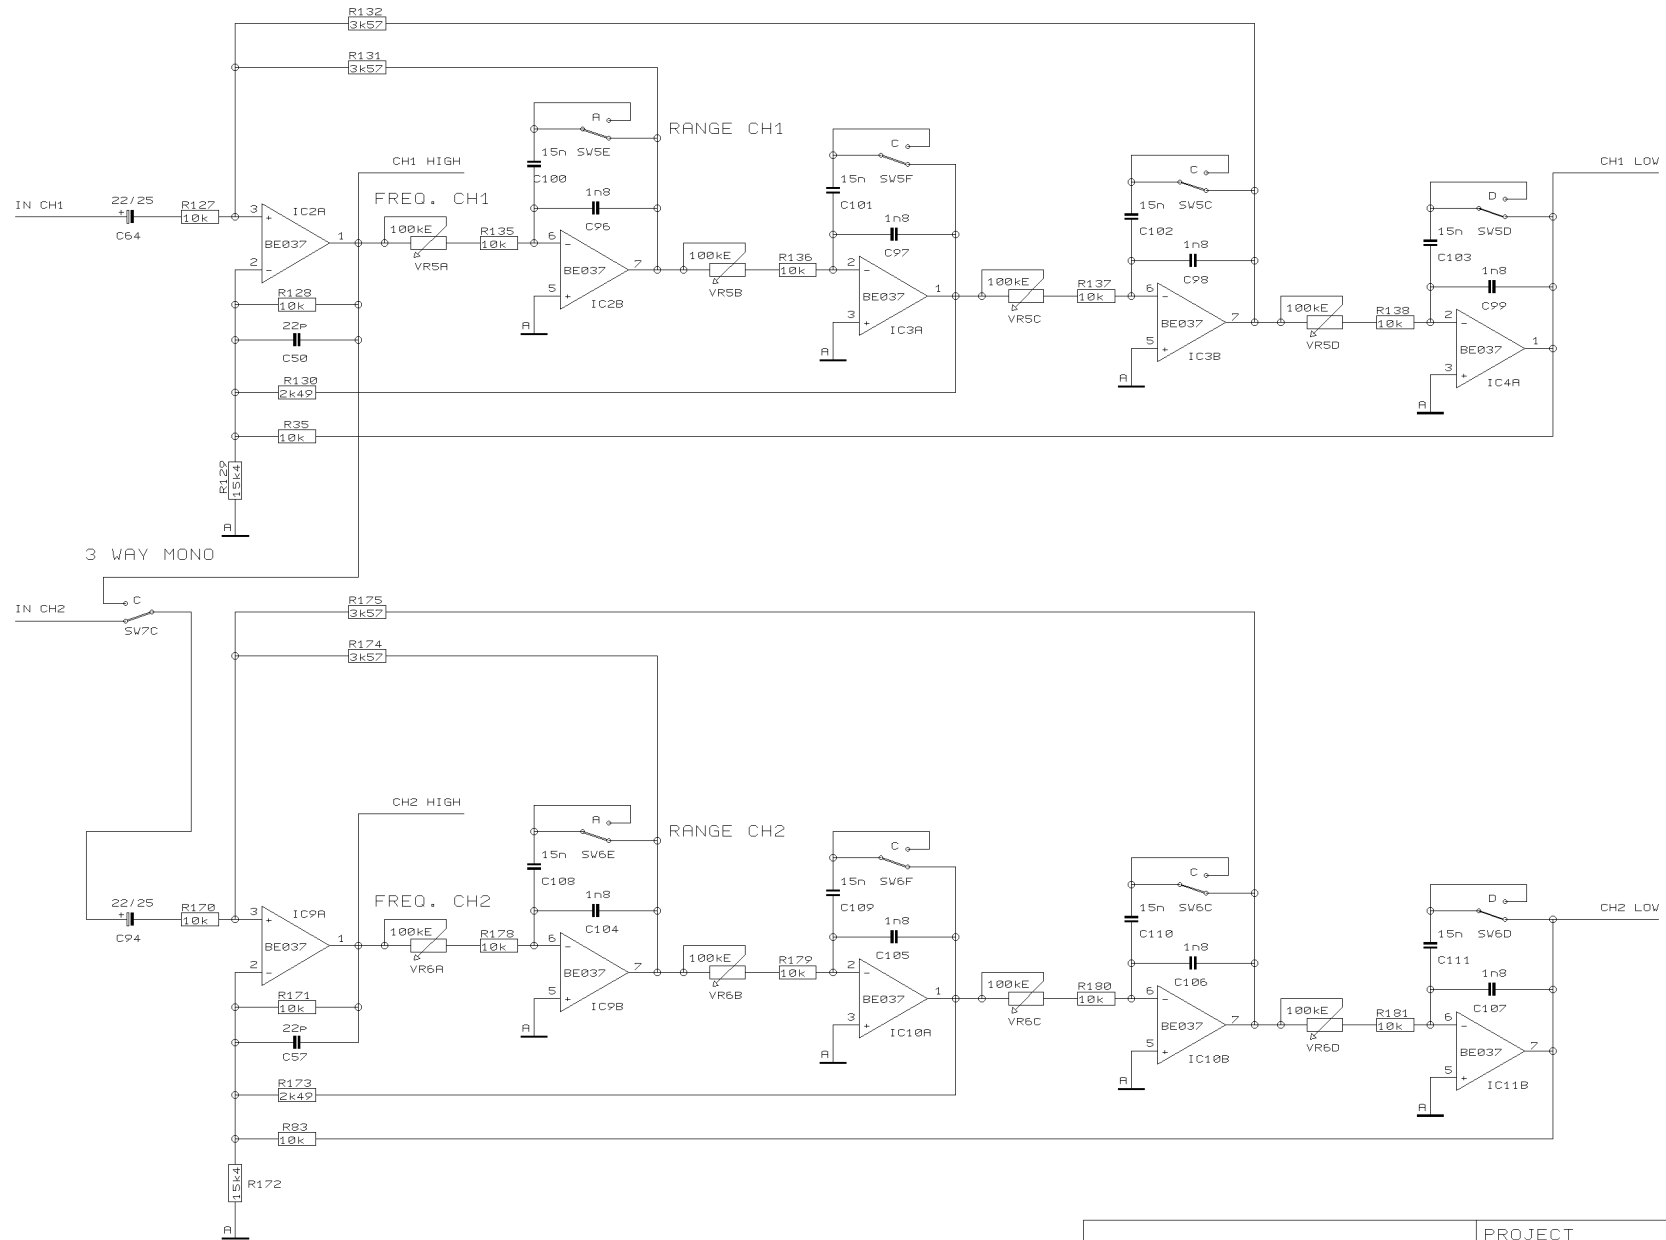 R132
3k57
R131
3k57
A
RANGE CH1
15n SW5E
C100
CH1 HIGH
C
15n SW5F
C101
C
15n SW5C
C102
CH1 LOW
D
15n SW5D
C103
IN CH1
22/25
C64
R127
10k
3
+
IC2A
BE037
1
2
-
FREQ. CH1
100kE
VR5A
R135
10k
1n8
C96
6
-
BE037
7
5
+
IC2B
A
100kE
VR5B
R136
10k
1n8
C97
2
-
BE037
1
3
+
IC3A
A
100kE
VR5C
R137
10k
1n8
C98
6
-
BE037
7
5
+
IC3B
A
100kE
VR5D
R138
10k
1n8
C99
2
-
BE037
1
3
+
IC4A
A
R128
10k
22p
C50
R130
2k49
R35
10k
R129
15k4
A
3 WAY MONO
C
IN CH2
SW7C
R175
3k57
R174
3k57
A
RANGE CH2
15n SW6E
C108
CH2 HIGH
C
15n SW6F
C109
C
15n SW6C
C110
D
15n SW6D
C111
CH2 LOW
22/25
C94
R170
10k
3
+
IC9A
BE037
1
2
-
FREQ. CH2
100kE
VR6A
R178
10k
1n8
C104
6
-
BE037
7
5
+
IC9B
A
100kE
VR6B
R179
10k
1n8
C105
2
-
BE037
1
3
+
IC10A
A
100kE
VR6C
R180
10k
1n8
C106
6
-
BE037
7
5
+
IC10B
A
100kE
VR6D
R181
10k
1n8
C107
6
-
BE037
7
5
+
IC11B
A
R171
10k
22p
C57
R173
2k49
R83
10k
15k4
R172
A
PROJECT